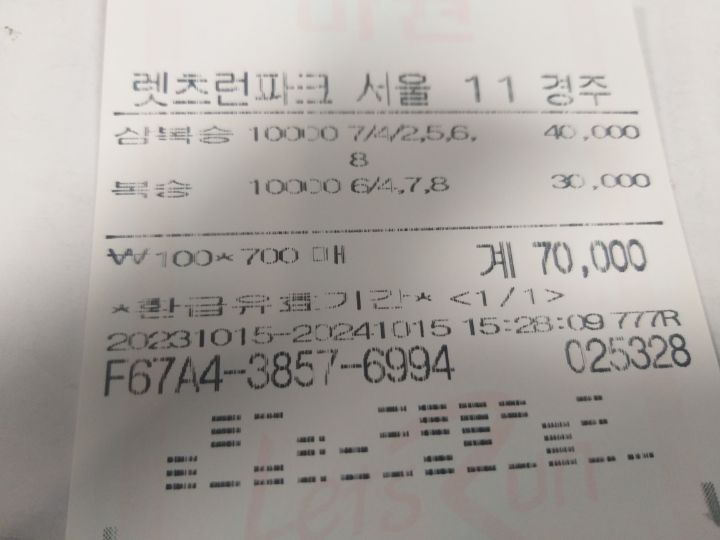 렛츠런파크 서울 11 경주
삼복승 10000 7/4/2,5,6, 40,000
8
복승 10000 6/4,7,8 30,000
₩100*700 매 계 70,000
*환급유효기간* <1/1>
20231015-20241015 15:28:09 777R
F67A4-3857-6994 025328
Let's Run